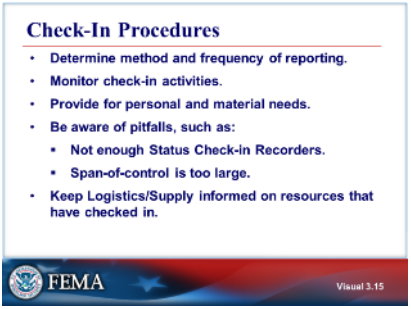 Check-In Procedures
• Determine method and frequency of reporting.
• Monitor check-in activities.
• Provide for personal and material needs.
• Be aware of pitfalls, such as:
▪ Not enough Status Check-in Recorders.
▪ Span-of-control is too large.
• Keep Logistics/Supply informed on resources that
have checked in.
FEMA
Visual 3.15